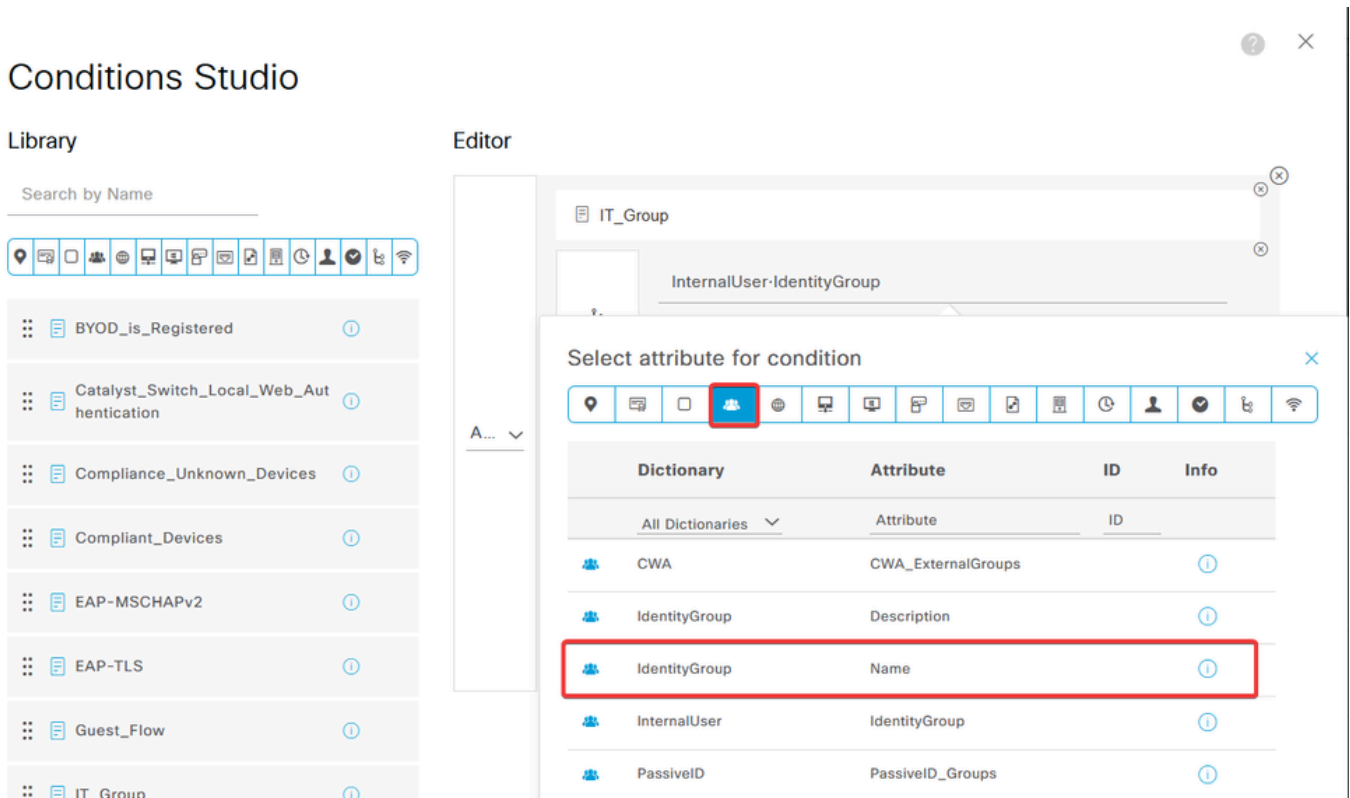 Conditions Studio
Library
Editor
Search by Name
IT_Group
InternalUser·IdentityGroup
BYOD_is_Registered
Catalyst_Switch_Local_Web_Aut
hentication
Compliance_Unknown_Devices
Compliant_Devices
EAP-MSCHAPv2
EAP-TLS
Guest_Flow
IT_Group
A...
Select attribute for condition
Dictionary Attribute ID Info
All Dictionaries Attribute ID
CWA CWA_ExternalGroups
IdentityGroup Description
IdentityGroup Name
InternalUser IdentityGroup
PassiveID PassiveID_Groups